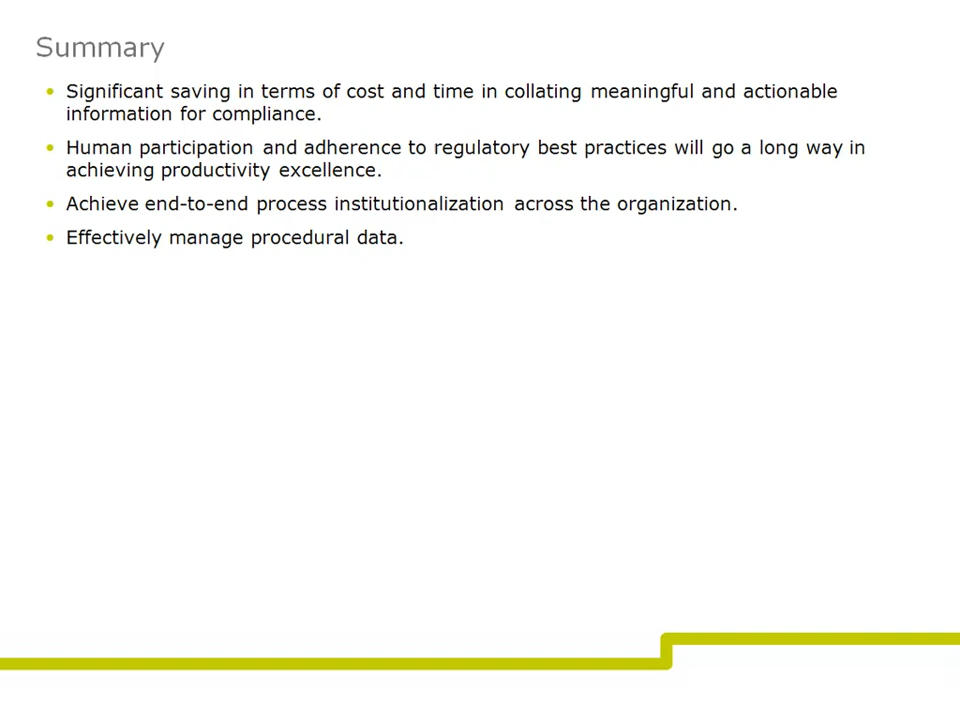 Summary
• Significant saving in terms of cost and time in collating meaningful and actionable
information for compliance.
• Human participation and adherence to regulatory best practices will go a long way in
achieving productivity excellence.
• Achieve end-to-end process institutionalization across the organization.
• Effectively manage procedural data.